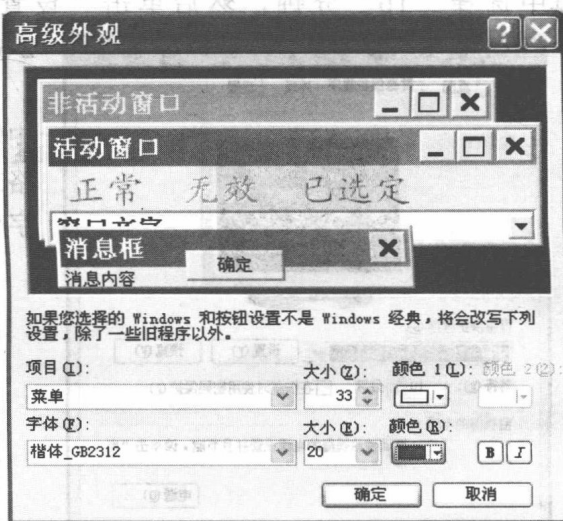 高级外观
非活动窗口
活动窗口
正常 无效 已选定
窗口文字
消息框
消息内容
确定
如果您选择的 Windows 和按钮设置不是 Windows 经典，将会改写下列
设置，除了一些旧程序以外。
项目(I): 大小(Z): 颜色 1(L): 颜色 2(2):
菜单 33
字体(F): 大小(E): 颜色(R):
楷体_GB2312 20 B I
确定 取消